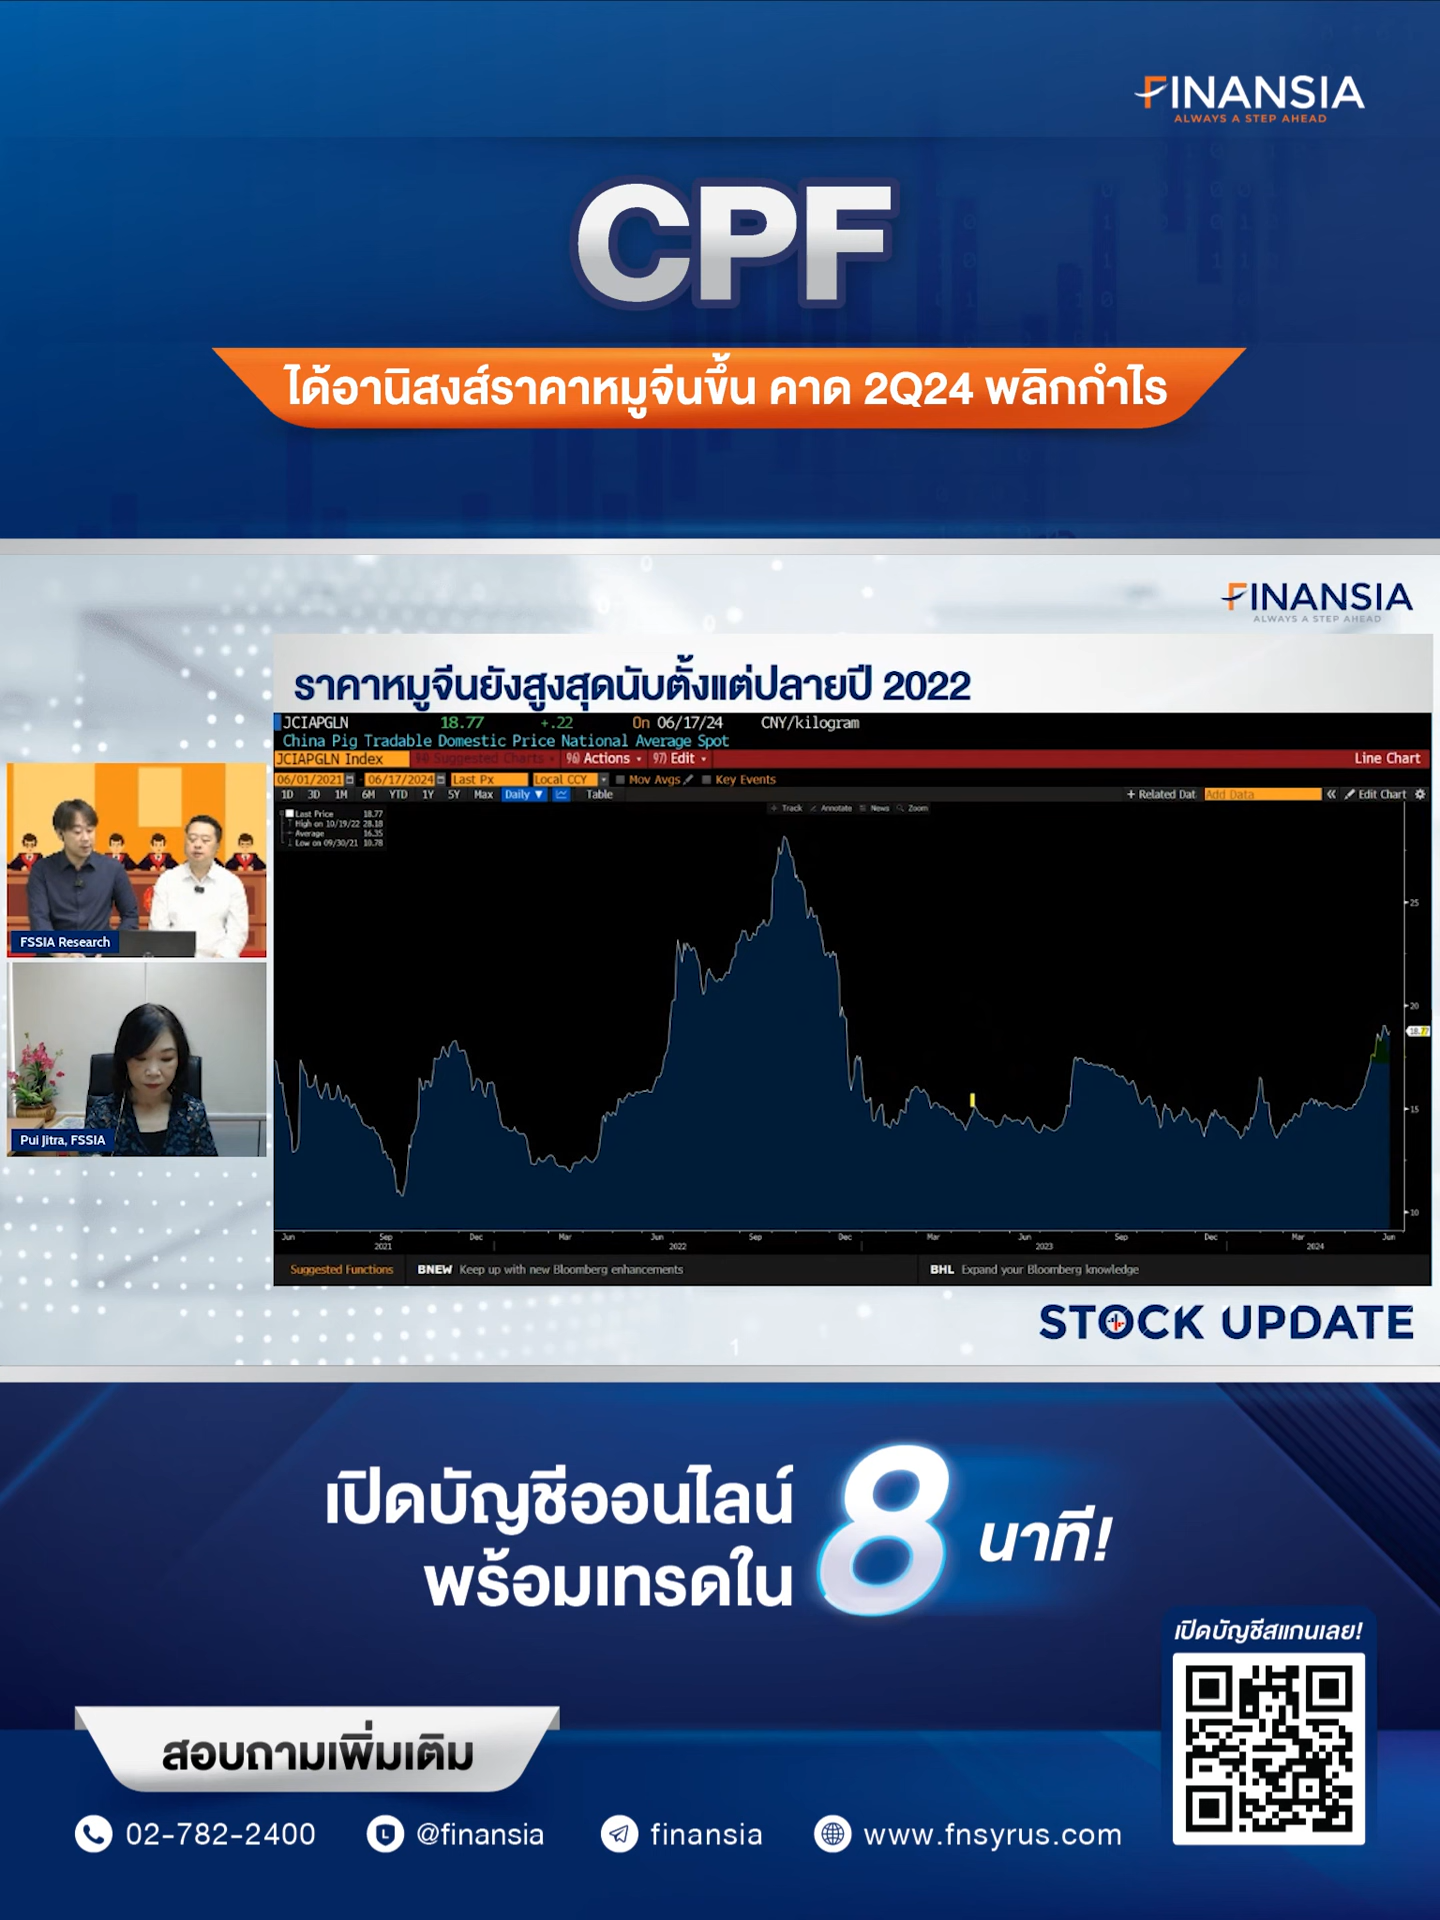 FINANSIA
ALWAYS A STEP AHEAD
CPF
ได้อานิสงส์ราคาหมูจีนขึ้น คาด 2Q24 พลิกกำไร
FINANSIA
ALWAYS A STEP AHEAD
ราคาหมูจีนยังสูงสุดนับตั้งแต่ปลายปี 2022
JCIAPGLN 18.77 +.22 On 06/17/24 CNY/kilogram
China Pig Tradable Domestic Price National Average Spot
JCIAPGLN Index Suggested Charts 96) Actions 97) Edit Line Chart
06/01/2021 - 06/17/2024 Last Px Local CCY Mov Avgs Key Events
1D 3D 1M 6M YTD 1Y 5Y Max Daily ▼ Table + Related Dat Add Data « Edit Chart
Track Annotate News Zoom
Last Price 18.77
High on 10/19/22 28.18
Average 16.35
Low on 09/30/21 10.78
25
20
18.77
15
10
Jun Sep Dec Mar Jun Sep Dec Mar Jun Sep Dec Mar Jun
2021 2022 2023 2024
Suggested Functions BNEW Keep up with new Bloomberg enhancements BHL Expand your Bloomberg knowledge
FSSIA Research
Pui Jitra, FSSIA
STOCK UPDATE
เปิดบัญชีออนไลน์
พร้อมเทรดใน 8 นาที!
เปิดบัญชีสแกนเลย!
สอบถามเพิ่มเติม
02-782-2400 @finansia finansia www.fnsyrus.com